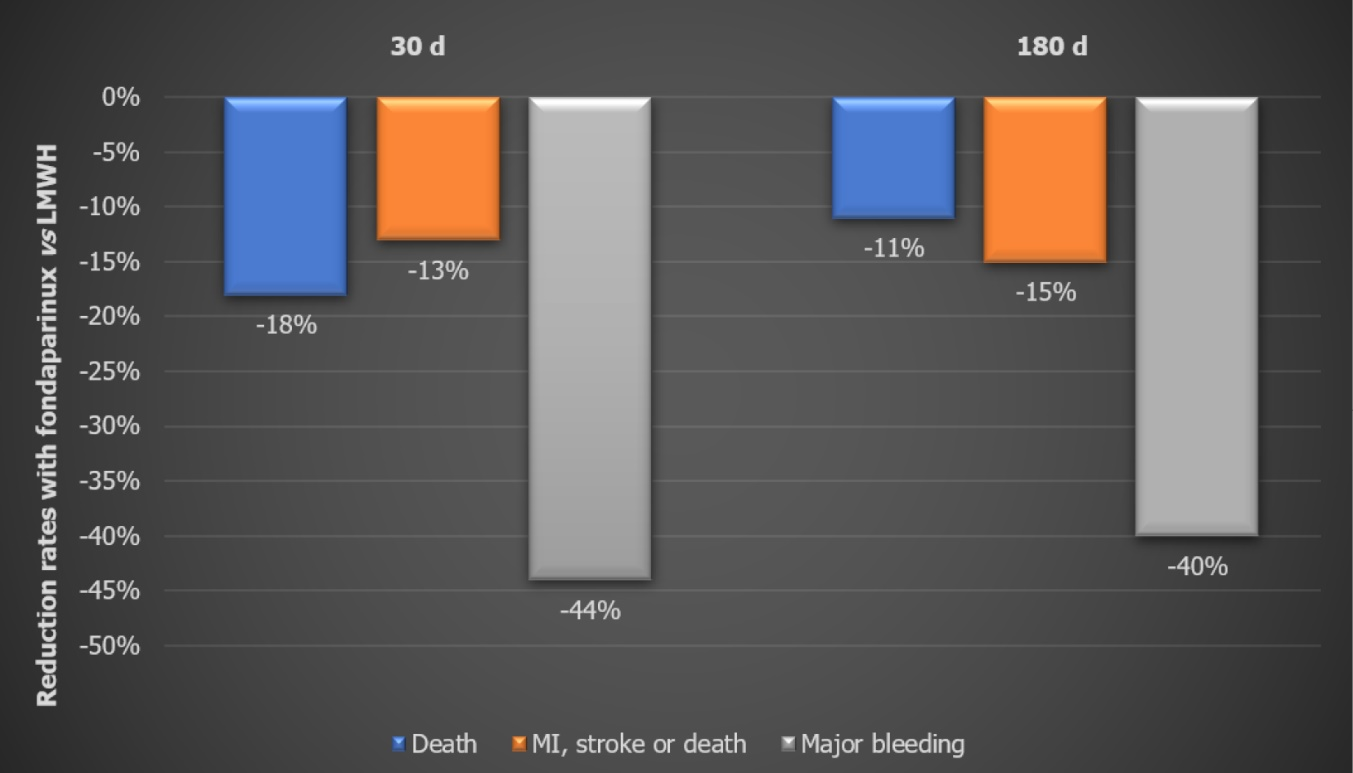 30 d
180 d
Reduction rates with fondaparinux vs LMWH
0%
-5%
-10%
-15%
-20%
-25%
-30%
-35%
-40%
-45%
-50%
-18%
-13%
-44%
-11%
-15%
-40%
Death
MI, stroke or death
Major bleeding